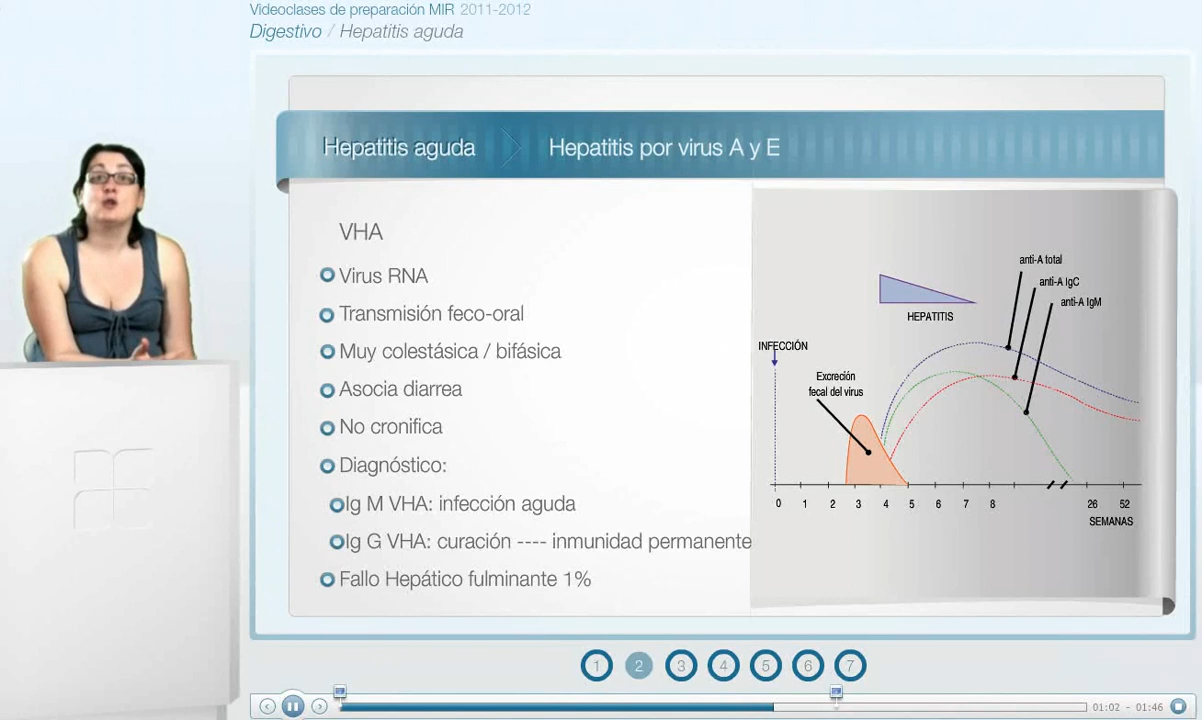 Videoclases de preparación MIR 2011-2012
Digestivo / Hepatitis aguda
Hepatitis aguda
Hepatitis por virus A y E
VHA
Virus RNA
Transmisión feco-oral
Muy colestásica / bifásica
Asocia diarrea
No cronifica
Diagnóstico:
Ig M VHA: infección aguda
Ig G VHA: curación ---- inmunidad permanente
Fallo Hepático fulminante 1%
anti-A total
anti-A IgC
anti-A IgM
HEPATITIS
INFECCIÓN
Excreción
fecal del virus
0 1 2 3 4 5 6 7 8 26 52
SEMANAS
1 2 3 4 5 6 7
01:02 - 01:46